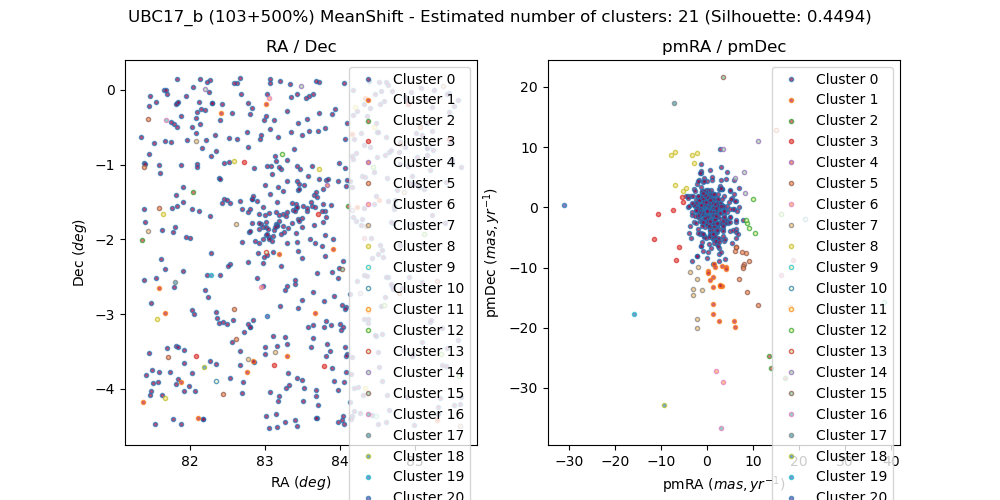 UBC17_b (103+500%) MeanShift - Estimated number of clusters: 21 (Silhouette: 0.4494)
RA / Dec
0
−1
−2
−3
−4
Dec (deg)
82
83
84
85
RA (deg)
Cluster 0
Cluster 1
Cluster 2
Cluster 3
Cluster 4
Cluster 5
Cluster 6
Cluster 7
Cluster 8
Cluster 9
Cluster 10
Cluster 11
Cluster 12
Cluster 13
Cluster 14
Cluster 15
Cluster 16
Cluster 17
Cluster 18
Cluster 19
Cluster 20
pmRA / pmDec
20
10
0
−10
−20
−30
pmDec (mas, yr⁻¹)
−30
−20
−10
0
10
20
30
40
pmRA (mas, yr⁻¹)
Cluster 0
Cluster 1
Cluster 2
Cluster 3
Cluster 4
Cluster 5
Cluster 6
Cluster 7
Cluster 8
Cluster 9
Cluster 10
Cluster 11
Cluster 12
Cluster 13
Cluster 14
Cluster 15
Cluster 16
Cluster 17
Cluster 18
Cluster 19
Cluster 20